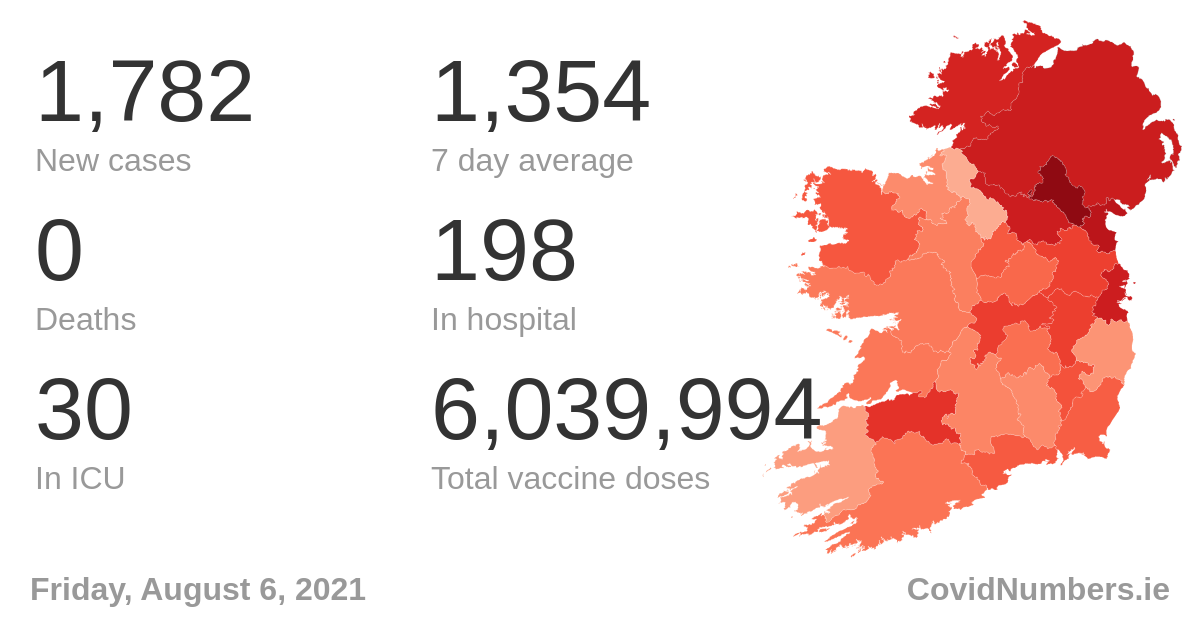 1,782
New cases
1,354
7 day average
0
Deaths
198
In hospital
30
In ICU
6,039,994
Total vaccine doses
Friday, August 6, 2021
CovidNumbers.ie